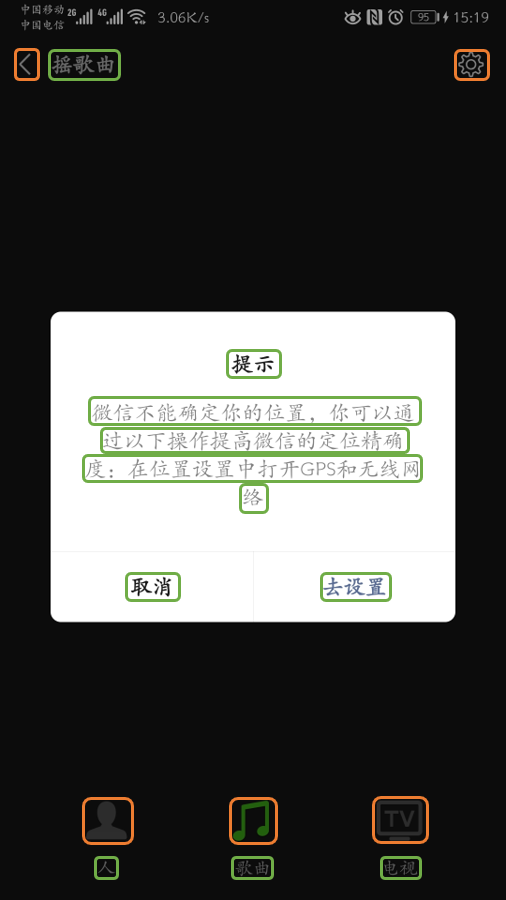 中国移动 2G 4G 3.06K/s 95 15:19
中国电信
摇歌曲
提示
微信不能确定你的位置，你可以通
过以下操作提高微信的定位精确
度：在位置设置中打开GPS和无线网
络
取消 去设置
TV
人 歌曲 电视